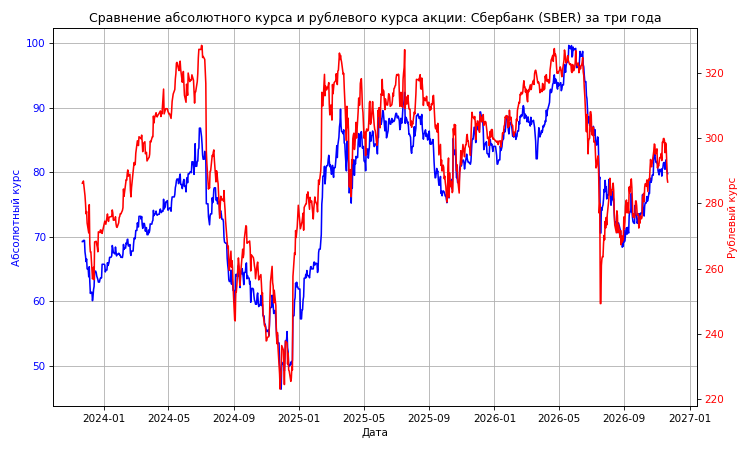 Сравнение абсолютного курса и рублевого курса акции: Сбербанк (SBER) за три года
100
90
80
70
60
50
Абсолютный курс
320
300
280
260
240
220
Рублевый курс
2024-01 2024-05 2024-09 2025-01 2025-05 2025-09 2026-01 2026-05 2026-09 2027-01
Дата